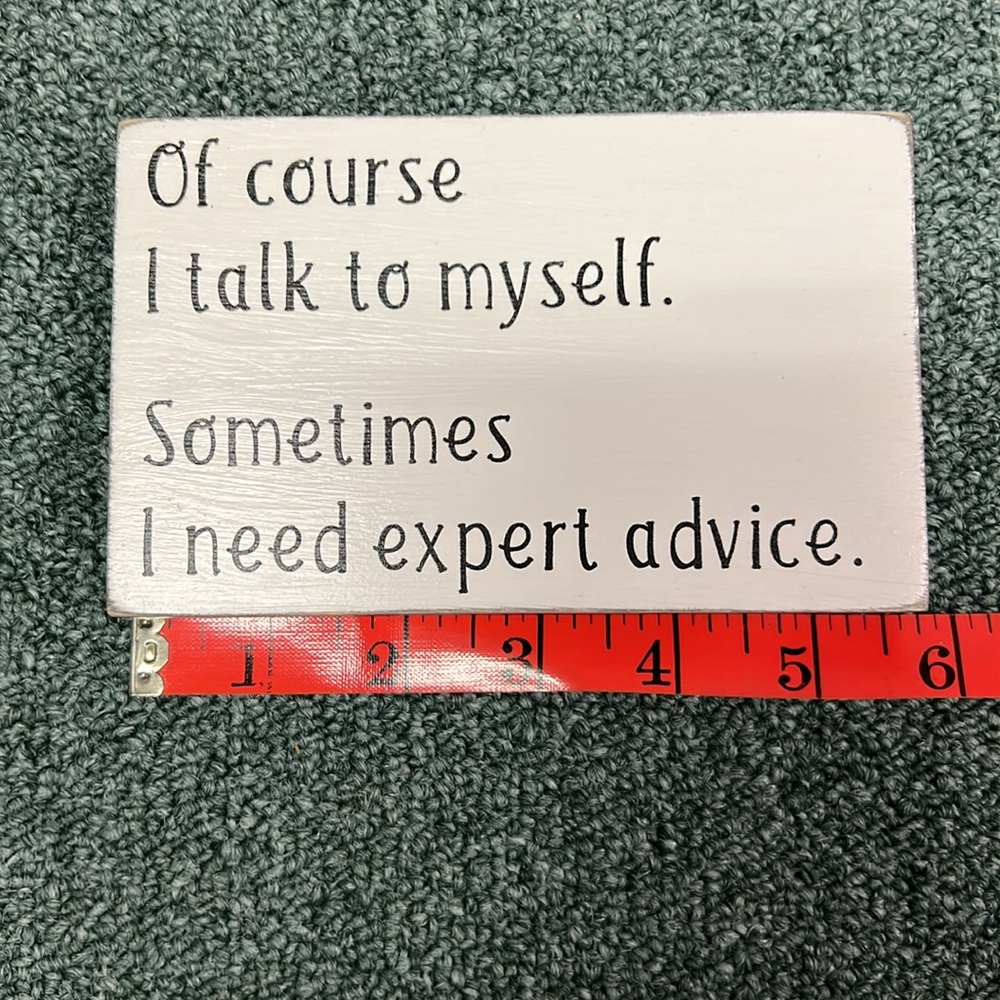 Of course
I talk to myself.
Sometimes
I need expert advice.
1 2 3 4 5 6